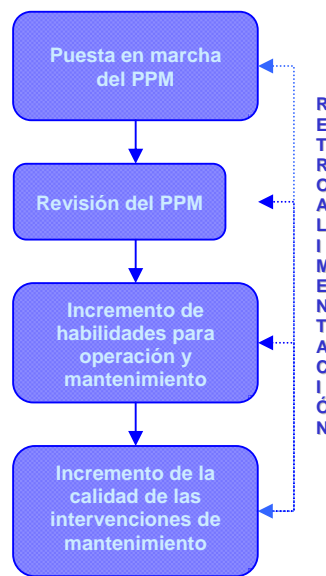 Puesta en marcha
del PPM
Revisión del PPM
Incremento de
habilidades para
operación y
mantenimiento
Incremento de la
calidad de las
intervenciones de
mantenimiento
R
E
T
R
O
A
L
I
M
E
N
T
A
C
I
Ó
N